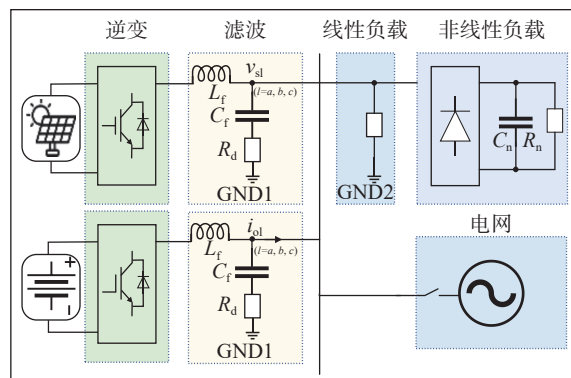 逆变 滤波 线性负载 非线性负载
v_sl
(l=a, b, c)
L_f
C_f
R_d
GND1
GND2
C_n R_n
电网
i_ol
(l=a, b, c)
L_f
C_f
R_d
GND1
+
-